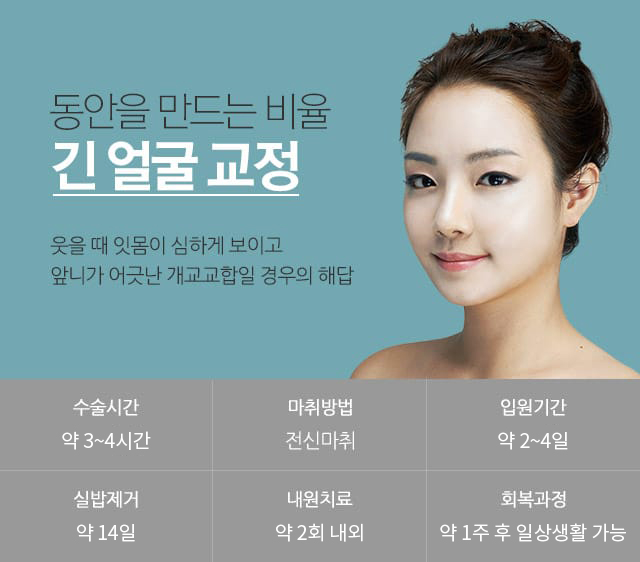 동안을 만드는 비율
긴 얼굴 교정
웃을 때 잇몸이 심하게 보이고
앞니가 어긋난 개교교합일 경우의 해답
수술시간
약 3~4시간
마취방법
전신마취
입원기간
약 2~4일
실밥제거
약 14일
내원치료
약 2회 내외
회복과정
약 1주 후 일상생활 가능